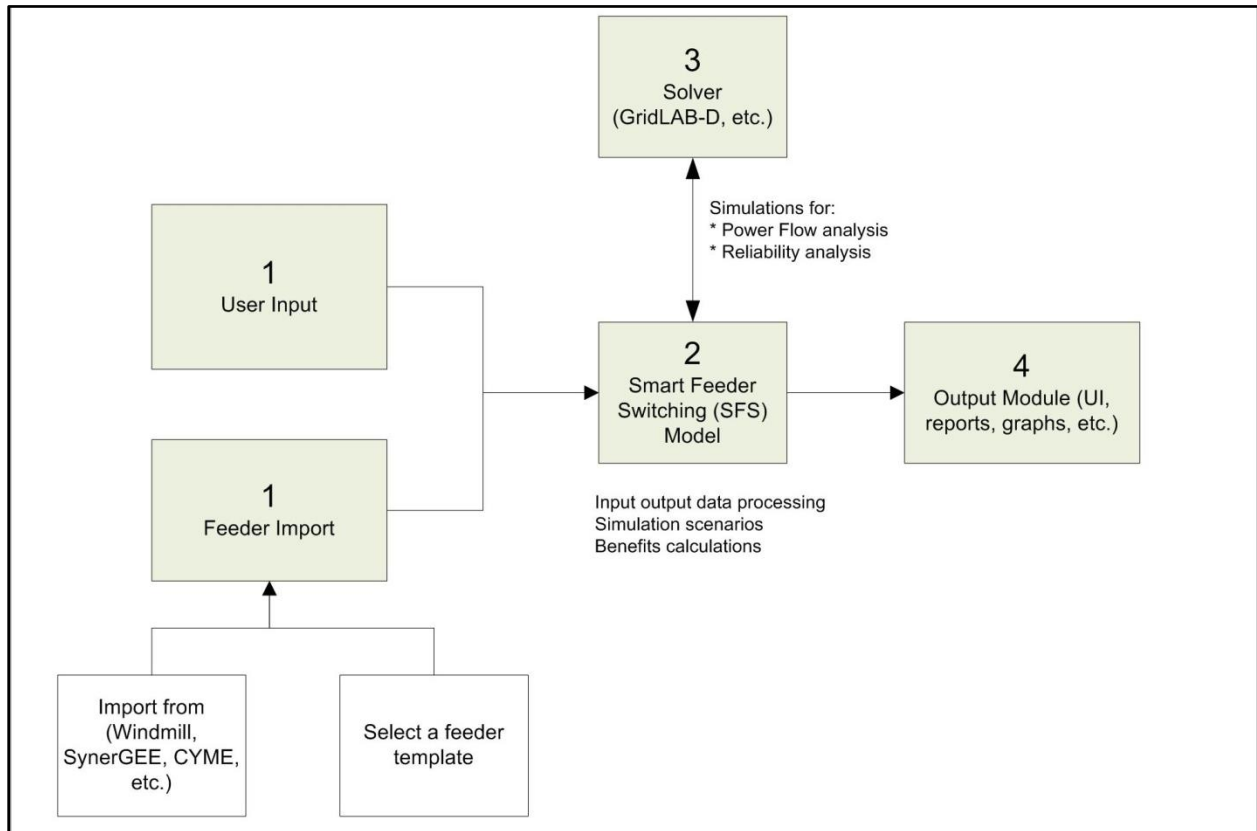 3
Solver
(GridLAB-D, etc.)
Simulations for:
* Power Flow analysis
* Reliability analysis
1
User Input
2
Smart Feeder
Switching (SFS)
Model
4
Output Module (UI,
reports, graphs, etc.)
1
Feeder Import
Input output data processing
Simulation scenarios
Benefits calculations
Import from
(Windmill,
SynerGEE, CYME,
etc.)
Select a feeder
template